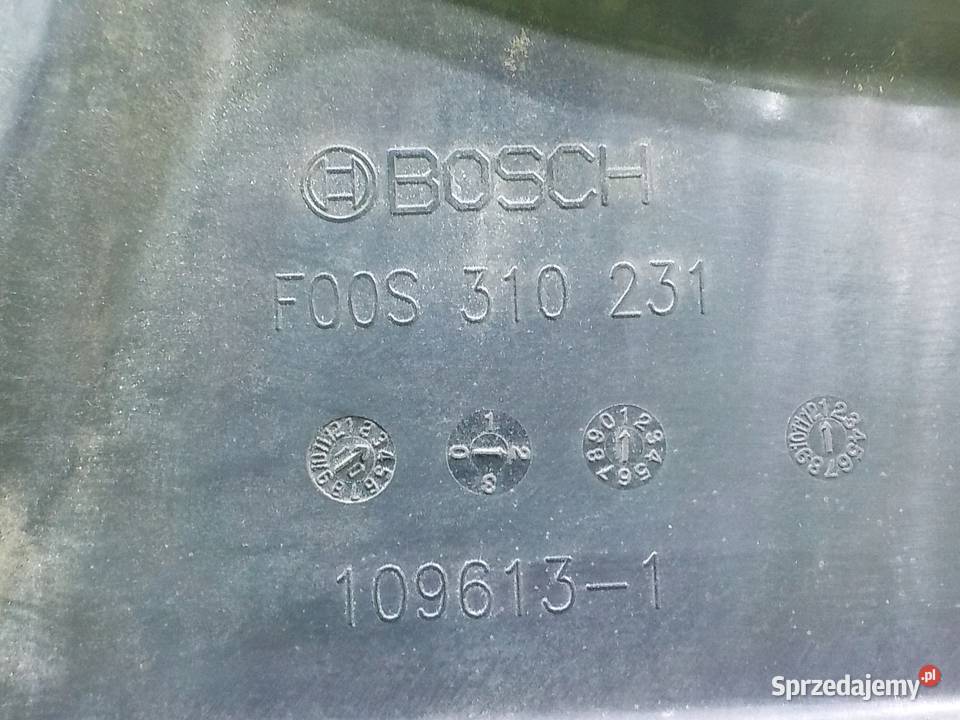 BOSCH
F00S 310 231
109613-1
Sprzedajemy.pl